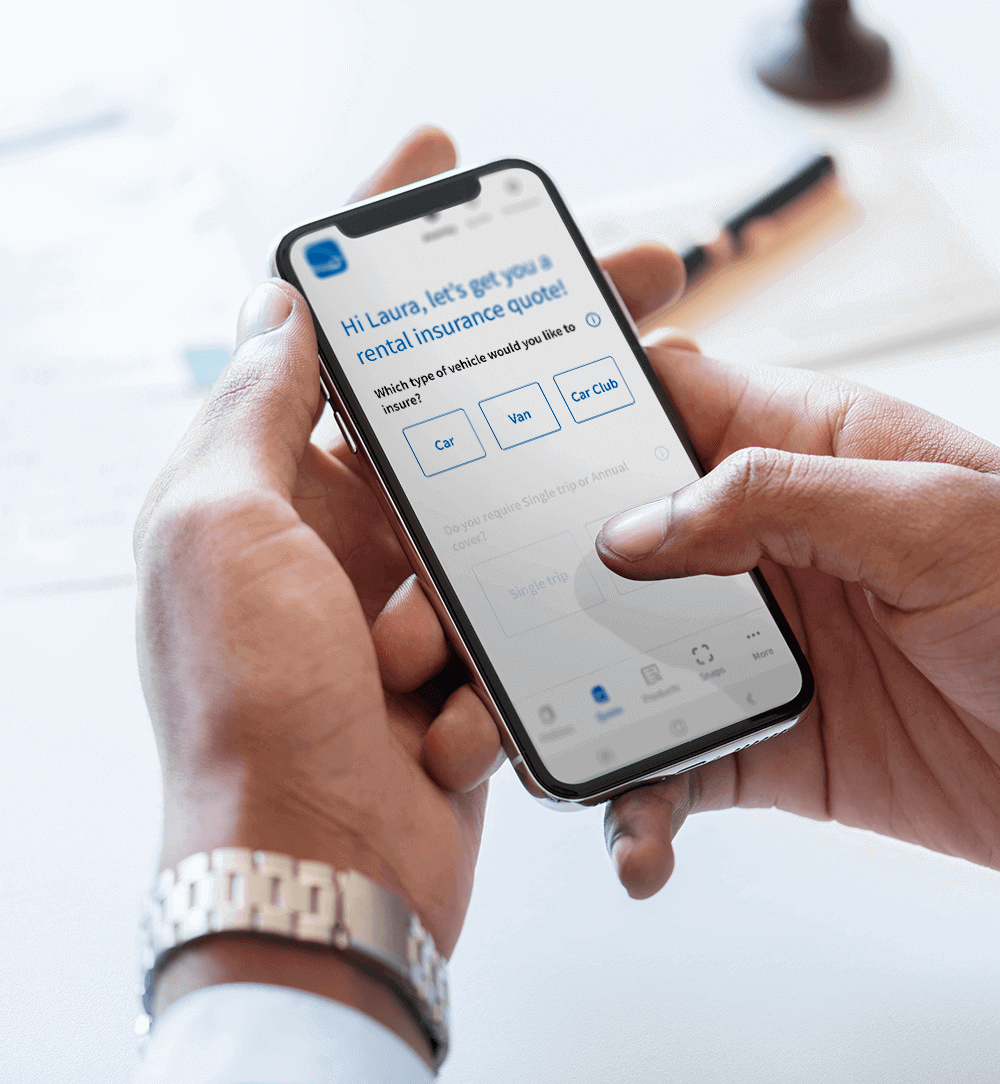 Hi Laura, let's get you a
rental insurance quote!
Which type of vehicle would you like to
insure?
Car
Van
Car Club
Do you require Single trip or Annual
cover?
Single trip
Quote
Products
Snaps
More